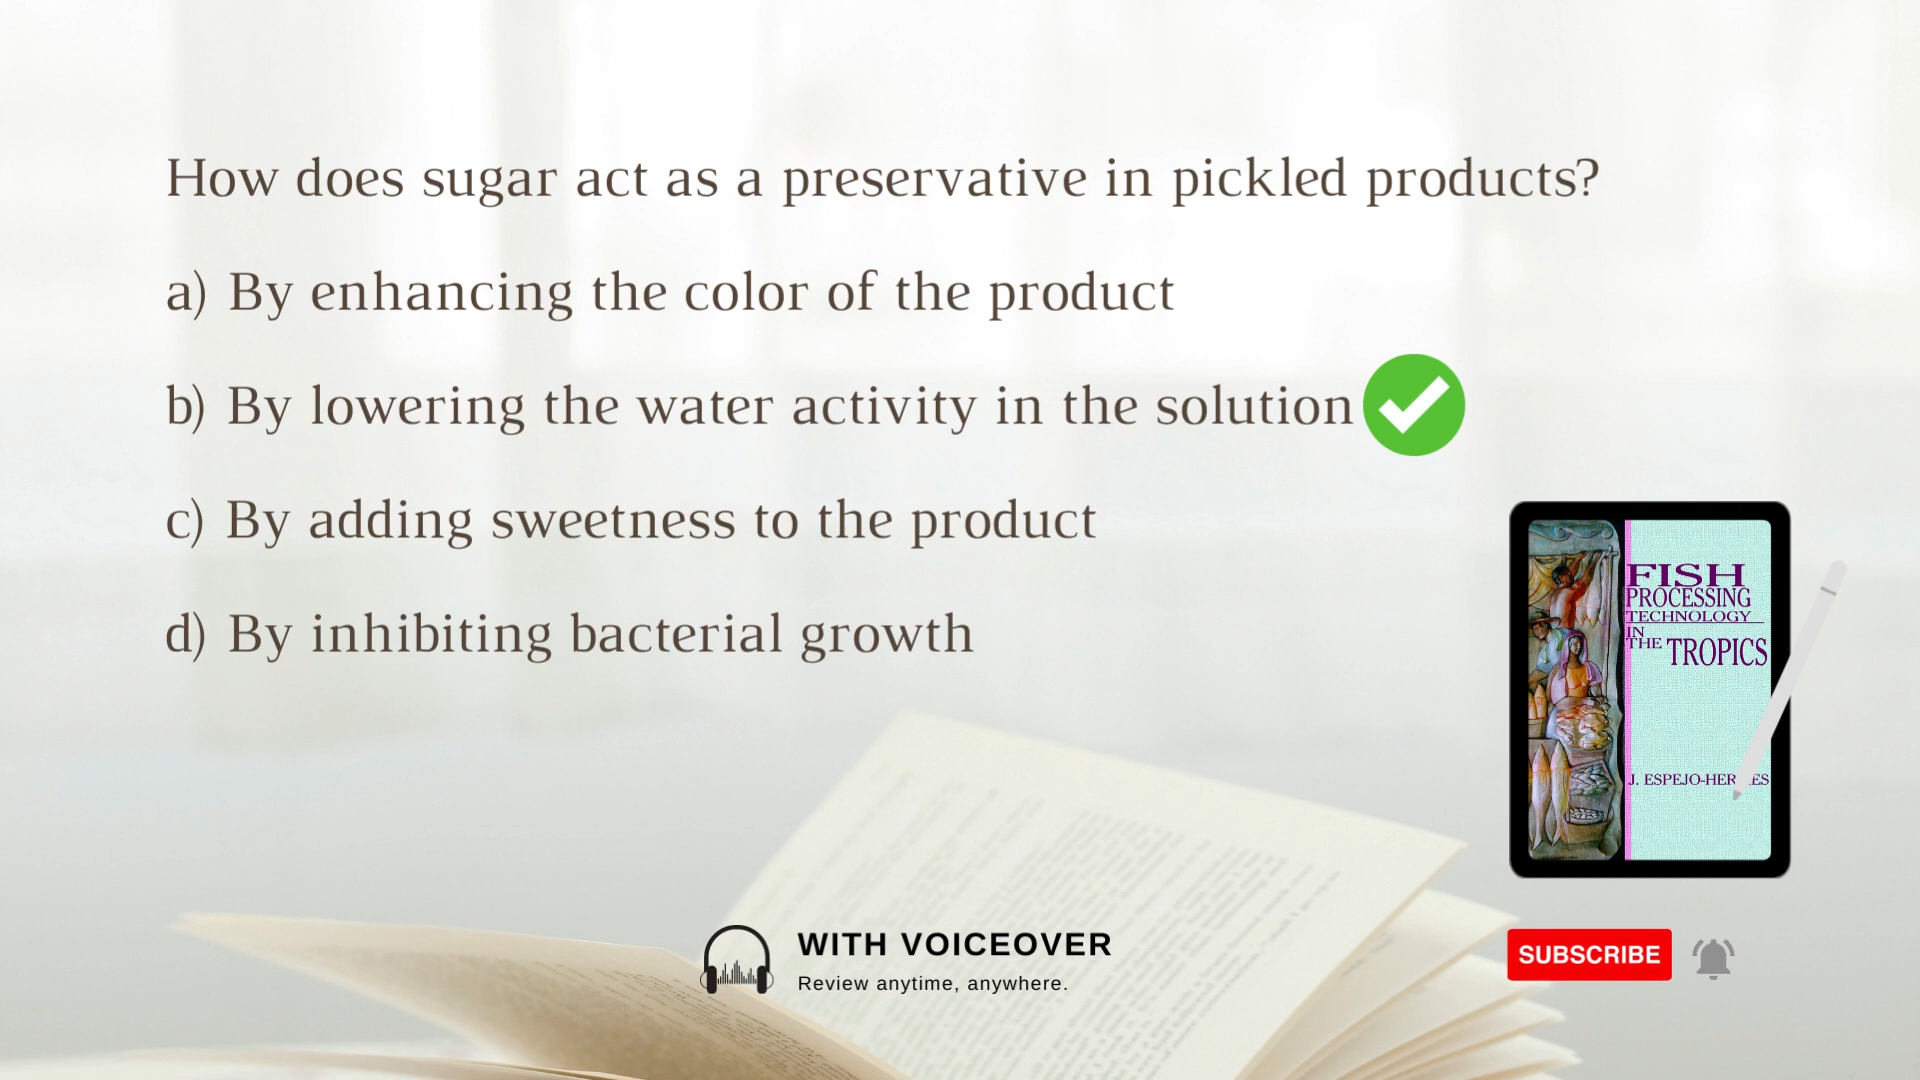 How does sugar act as a preservative in pickled products?
a) By enhancing the color of the product
b) By lowering the water activity in the solution
c) By adding sweetness to the product
d) By inhibiting bacterial growth
FISH
PROCESSING
TECHNOLOGY
IN
THE TROPICS
J. ESPEJO-HER
WITH VOICEOVER
Review anytime, anywhere.
SUBSCRIBE